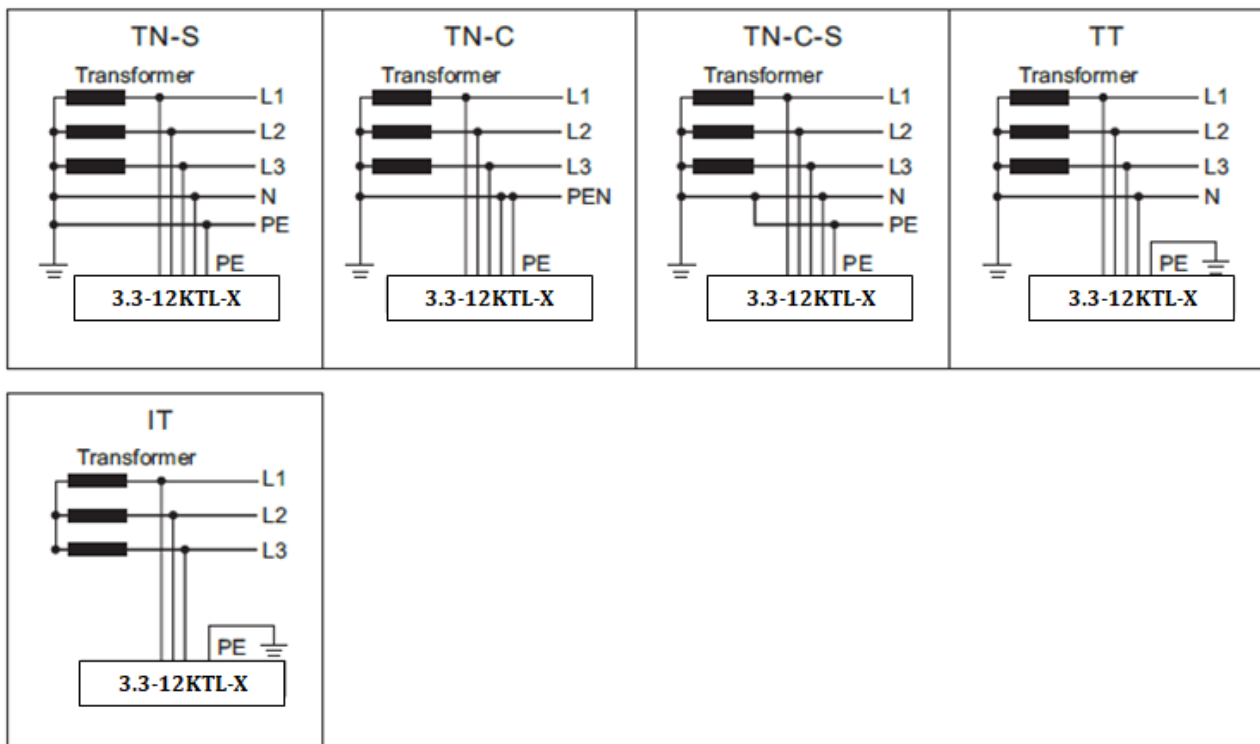 TN-S
Transformer
L1
L2
L3
N
PE
PE
3.3-12KTL-X
TN-C
Transformer
L1
L2
L3
PEN
PE
3.3-12KTL-X
TN-C-S
Transformer
L1
L2
L3
N
PE
PE
3.3-12KTL-X
TT
Transformer
L1
L2
L3
N
PE
3.3-12KTL-X
IT
Transformer
L1
L2
L3
PE
3.3-12KTL-X